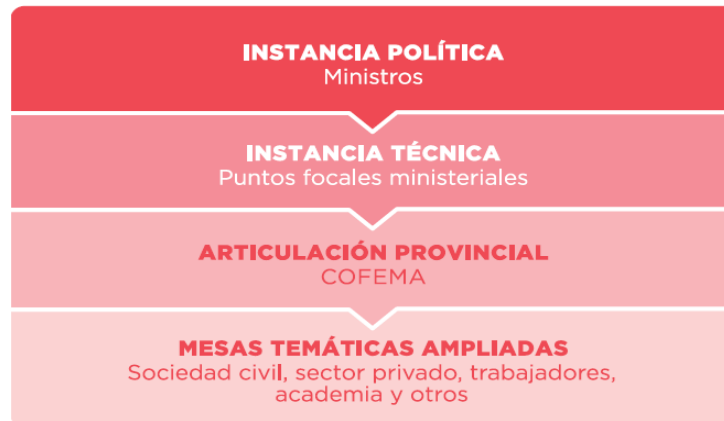 INSTANCIA POLÍTICA
Ministros
INSTANCIA TÉCNICA
Puntos focales ministeriales
ARTICULACIÓN PROVINCIAL
COFEMA
MESAS TEMÁTICAS AMPLIADAS
Sociedad civil, sector privado, trabajadores,
academia y otros